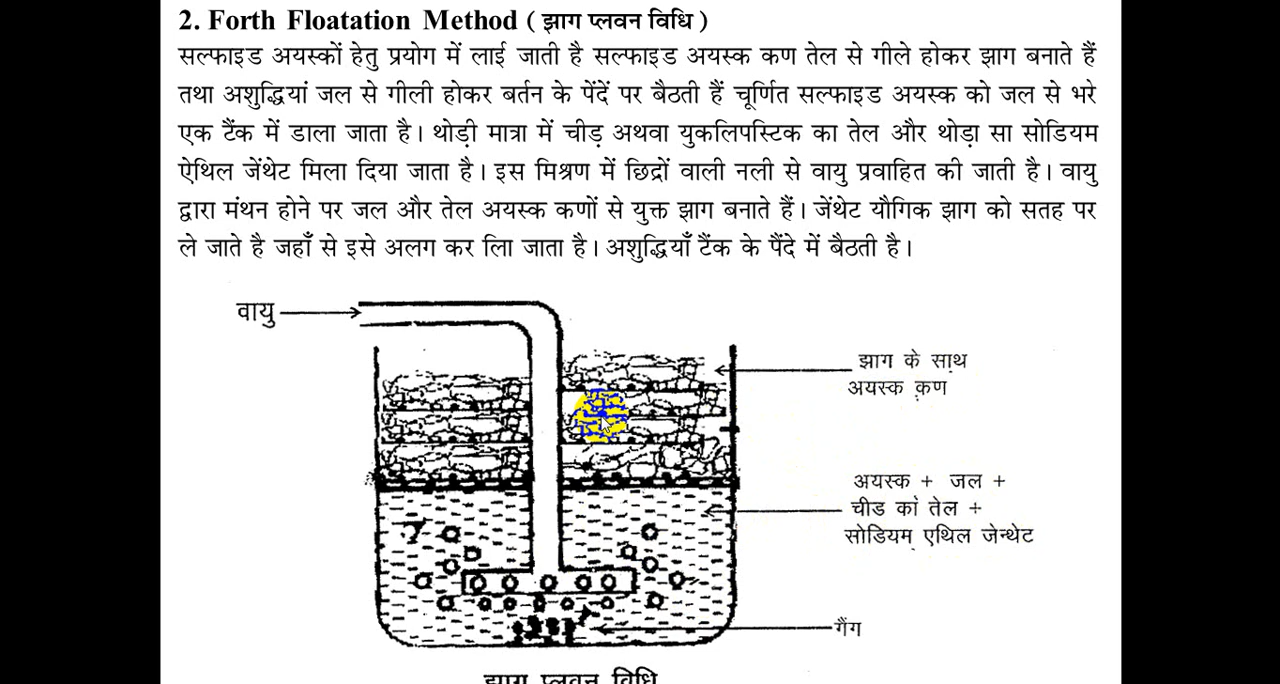 2. Forth Floatation Method ( झाग प्लवन विधि )
सल्फाइड अयस्कों हेतु प्रयोग में लाई जाती है सल्फाइड अयस्क कण तेल से गीले होकर झाग बनाते हैं
तथा अशुद्धियां जल से गीली होकर बर्तन के पेंदें पर बैठती हैं चूर्णित सल्फाइड अयस्क को जल से भरे
एक टैंक में डाला जाता है। थोड़ी मात्रा में चीड़ अथवा युकलिपस्टिक का तेल और थोड़ा सा सोडियम
ऐथिल जेंथेट मिला दिया जाता है। इस मिश्रण में छिद्रों वाली नली से वायु प्रवाहित की जाती है। वायु
द्वारा मंथन होने पर जल और तेल अयस्क कणों से युक्त झाग बनाते हैं। जेंथेट यौगिक झाग को सतह पर
ले जाते है जहाँ से इसे अलग कर लिा जाता है। अशुद्धियाँ टैंक के पैंदे में बैठती है।
वायु
झाग के साथ
अयस्क कण
अयस्क + जल +
चीड कां तेल +
सोडियम एथिल जेन्थेट
गैंग
झाग प्लवन विधि